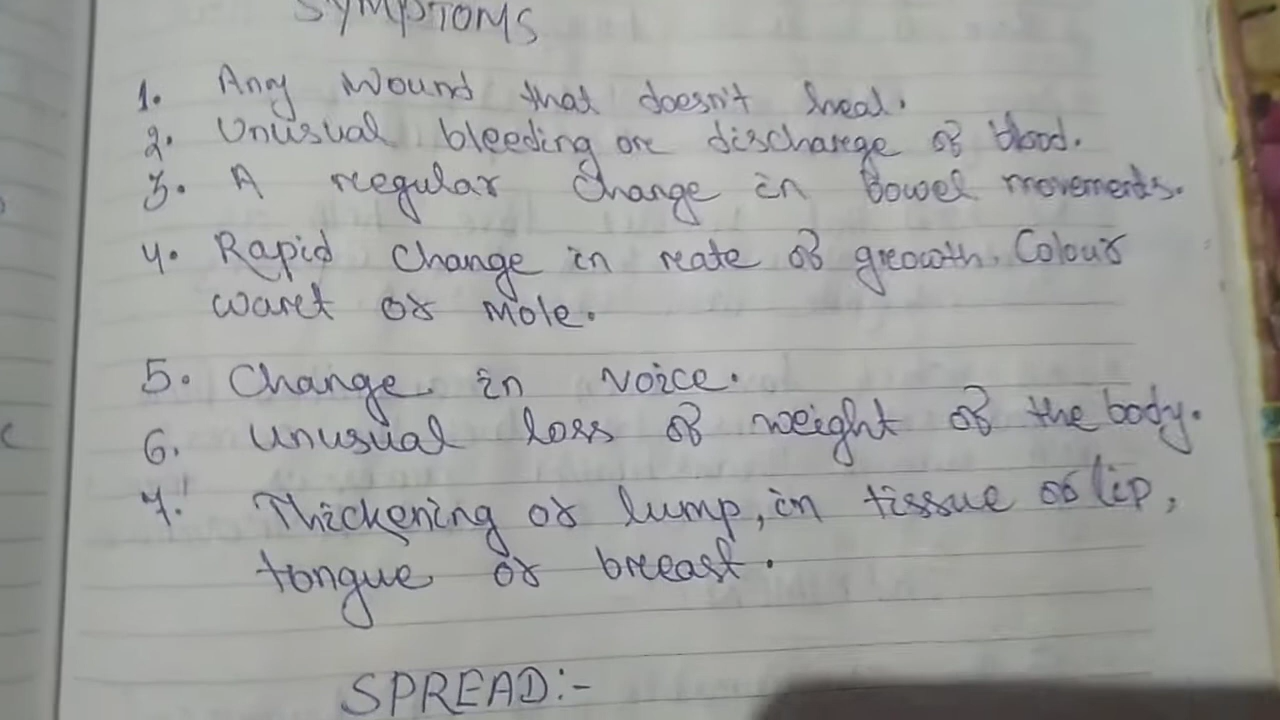 SYMPTOMS
1. Any Wound that doesn't heal.
2. Unusual bleeding or discharge of blood.
3. A regular Change in Bowel movements.
4. Rapid Change in rate of growth Colour
wart or Mole.
5. Change in voice.
6. Unusual loss of weight of the body.
7. Thickening or lump, in tissue of lip,
tongue or breast.
SPREAD:-